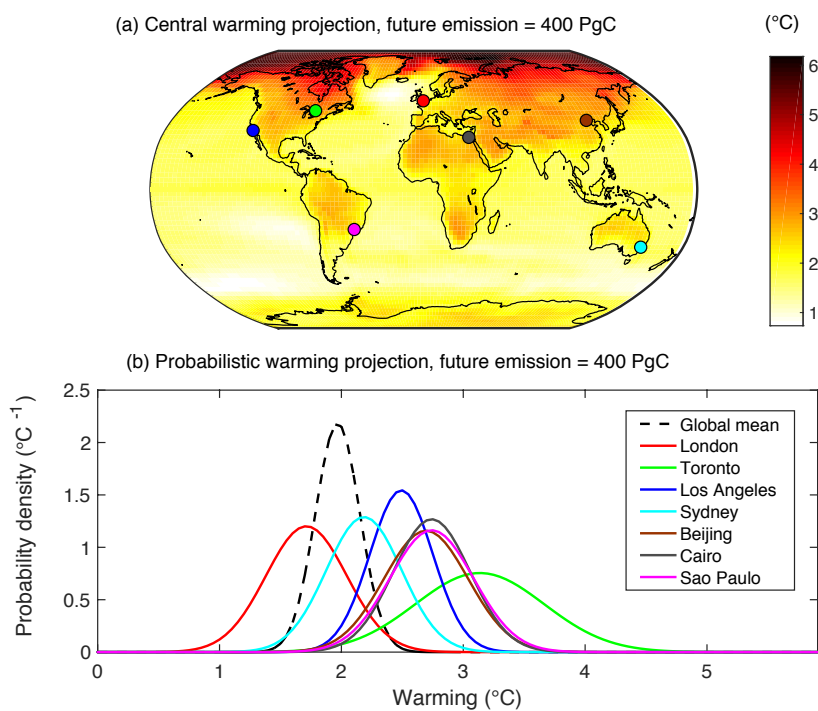 (a) Central warming projection, future emission = 400 PgC
(°C)
6
5
4
3
2
1
(b) Probabilistic warming projection, future emission = 400 PgC
2.5
2
1.5
1
0.5
0
Probability density (°C -1)
Global mean
London
Toronto
Los Angeles
Sydney
Beijing
Cairo
Sao Paulo
0 1 2 3 4 5
Warming (°C)